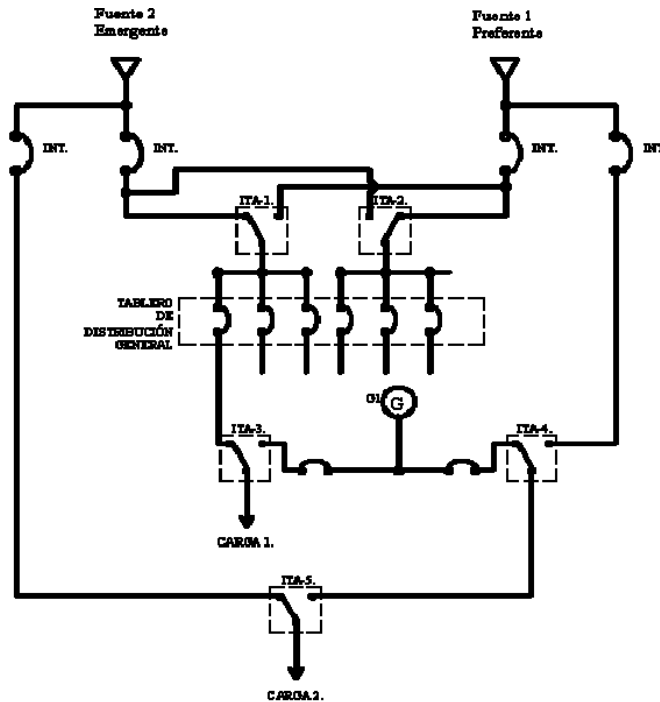 Fuente 2
Emergente
Fuente 1
Preferente
INT.
INT.
INT.
INT
ITA-1.
ITA-2.
TABLERO
DE
DISTRIBUCIÓN
GENERAL
G1
G
ITA-3.
ITA-4.
CARGA 1.
ITA-5.
CARGA 2.